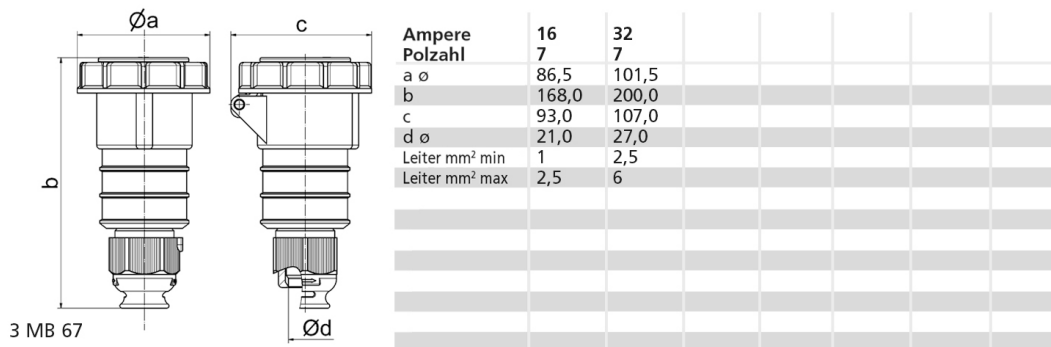 Øa
c
b
Ød
3 MB 67
Ampere 16 32
Polzahl 7 7
a ø 86,5 101,5
b 168,0 200,0
c 93,0 107,0
d ø 21,0 27,0
Leiter mm² min 1 2,5
Leiter mm² max 2,5 6